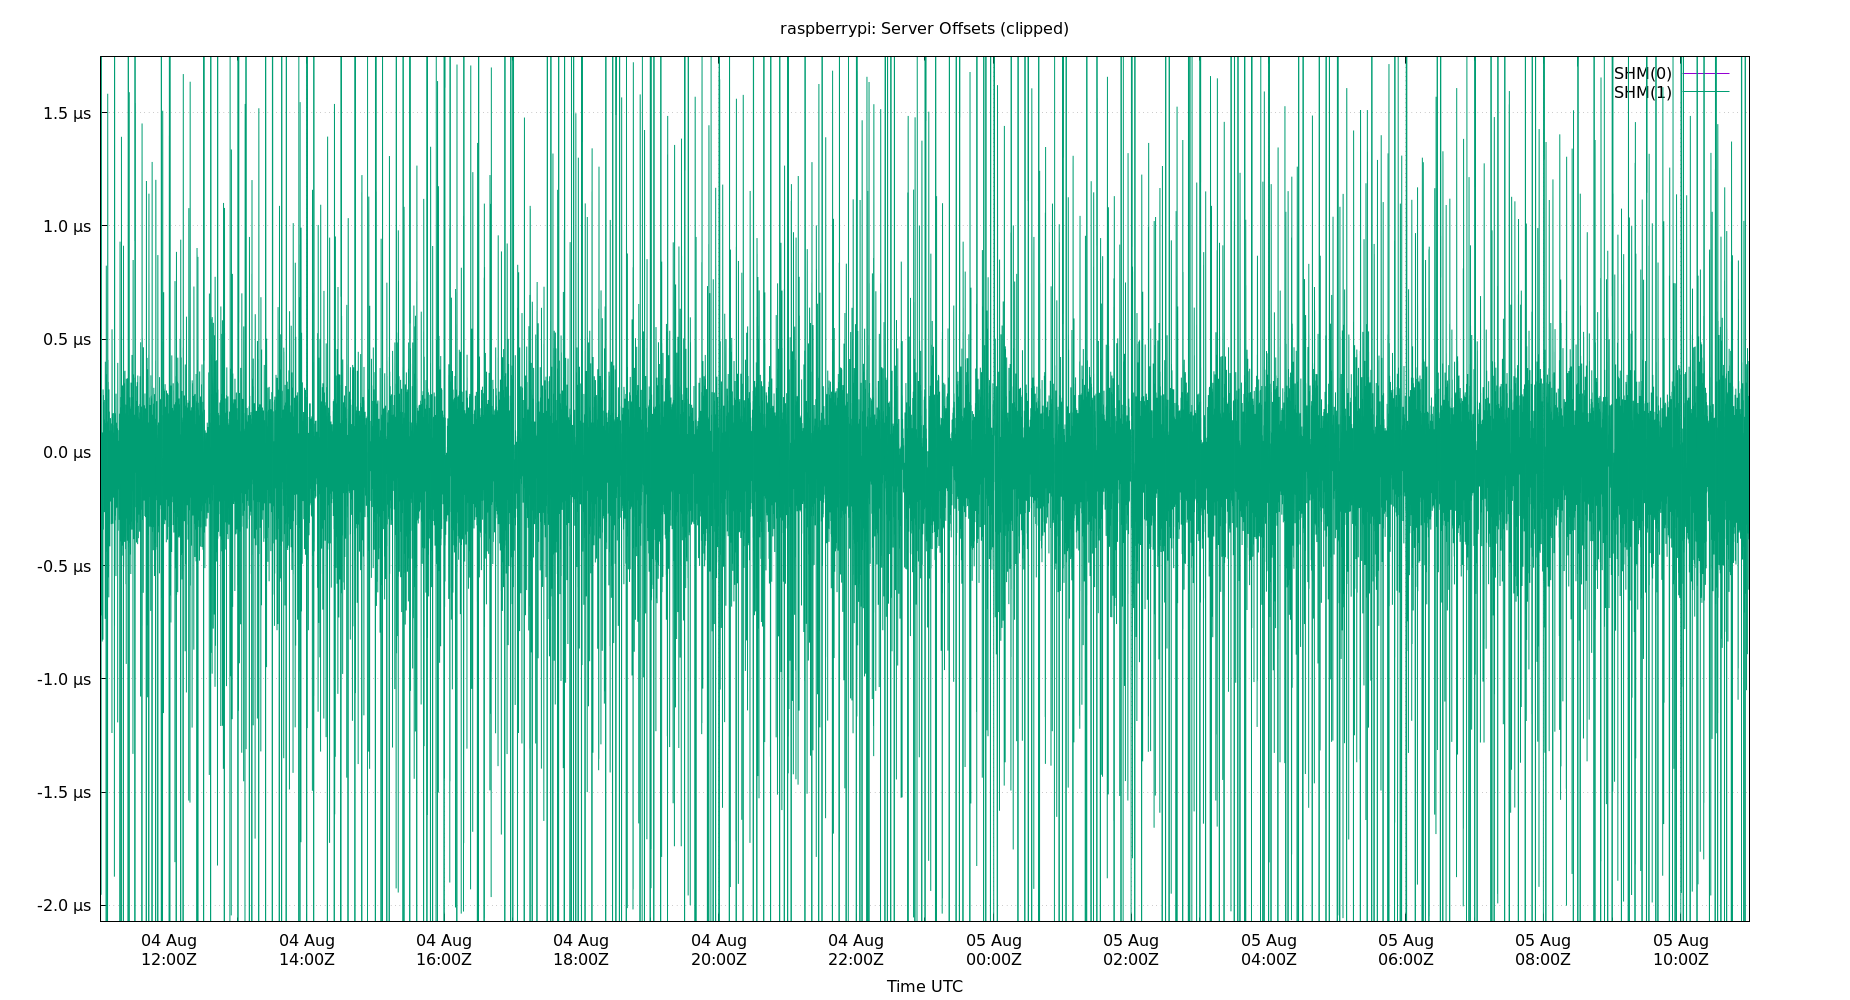 raspberrypi: Server Offsets (clipped)
SHM(0)
SHM(1)
1.5 µs
1.0 µs
0.5 µs
0.0 µs
-0.5 µs
-1.0 µs
-1.5 µs
-2.0 µs
04 Aug 04 Aug 04 Aug 04 Aug 04 Aug 04 Aug 05 Aug 05 Aug 05 Aug 05 Aug 05 Aug 05 Aug
12:00Z 14:00Z 16:00Z 18:00Z 20:00Z 22:00Z 00:00Z 02:00Z 04:00Z 06:00Z 08:00Z 10:00Z
Time UTC